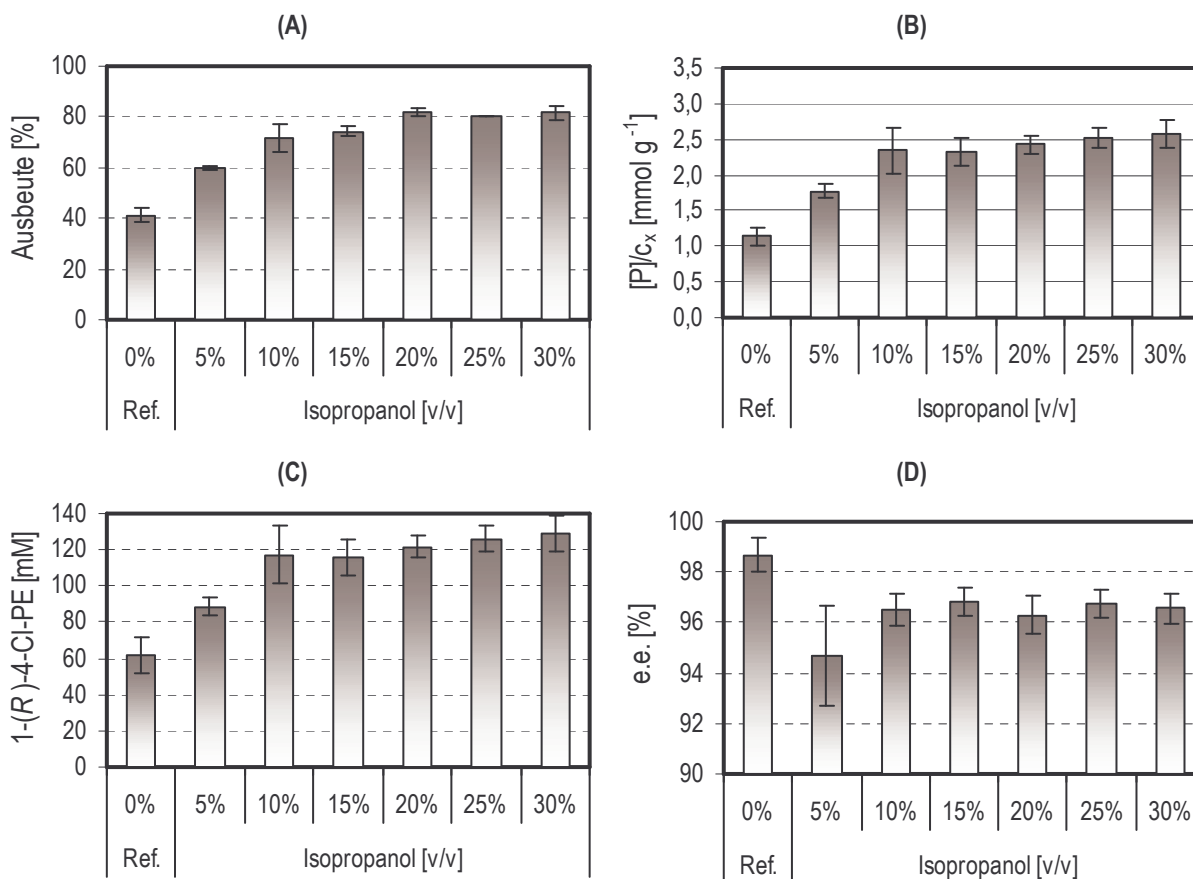 (A)
Ausbeute [%]
100
80
60
40
20
0
0% 5% 10% 15% 20% 25% 30%
Ref. Isopropanol [v/v]
(B)
[P]/cx [mmol g-1]
3,5
3,0
2,5
2,0
1,5
1,0
0,5
0,0
0% 5% 10% 15% 20% 25% 30%
Ref. Isopropanol [v/v]
(C)
1-(R)-4-Cl-PE [mM]
140
120
100
80
60
40
20
0
0% 5% 10% 15% 20% 25% 30%
Ref. Isopropanol [v/v]
(D)
e.e. [%]
100
98
96
94
92
90
0% 5% 10% 15% 20% 25% 30%
Ref. Isopropanol [v/v]